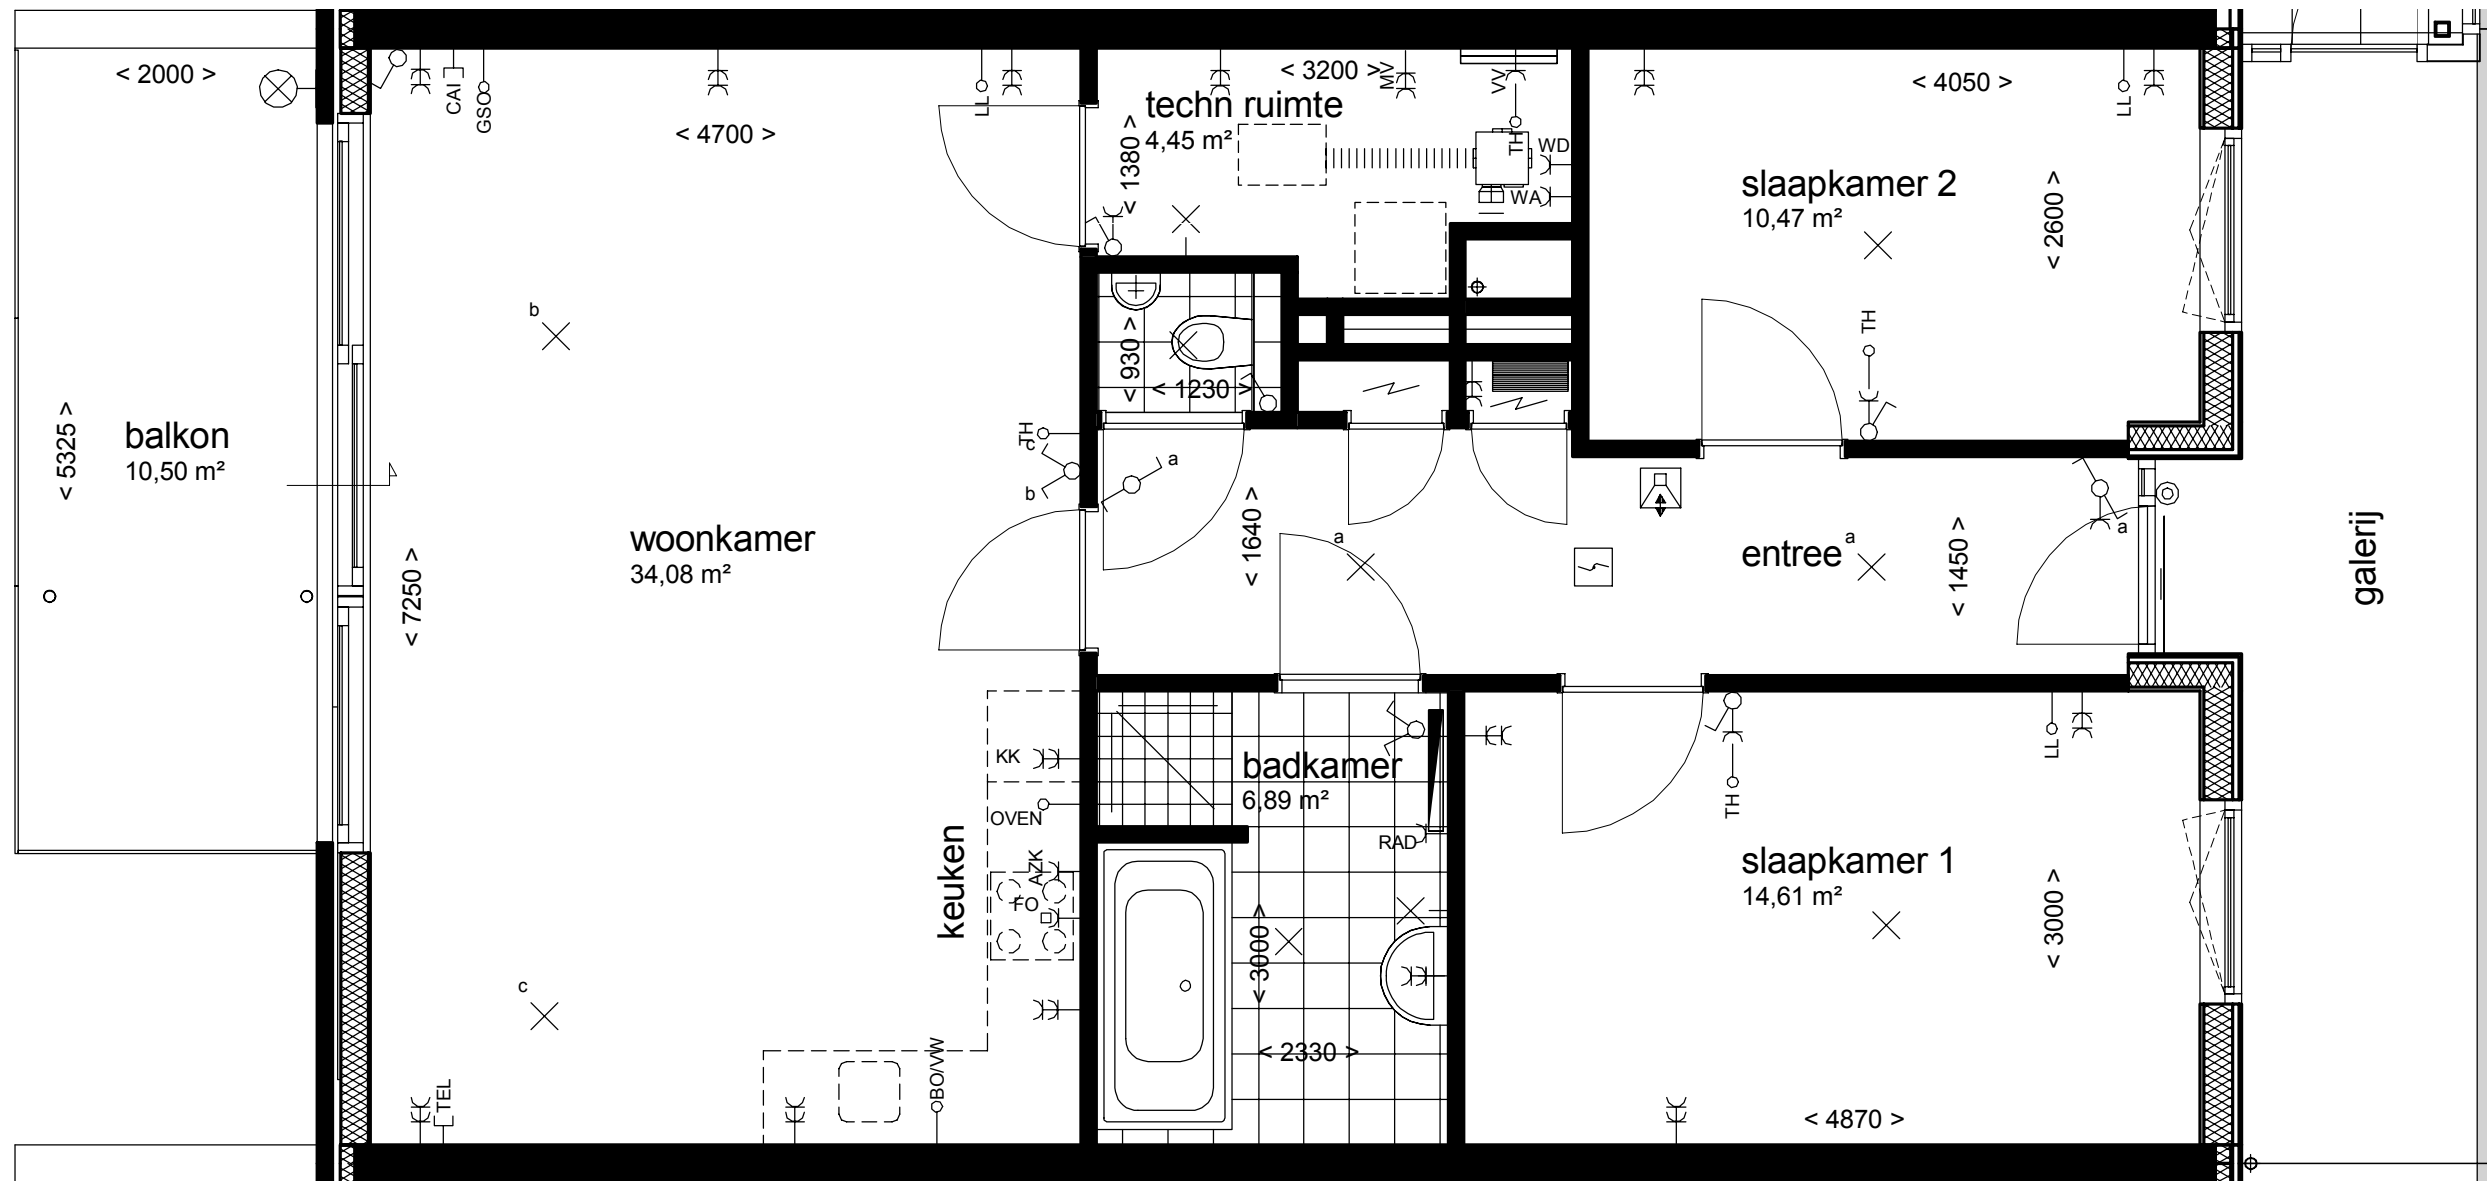 < 2000 >
CAI
GSO
< 4700 >
LL
< 3200 >
MV
VV
techn ruimte
4,45 m²
< 1380 >
TH
WD
WA
< 4050 >
LL
slaapkamer 2
10,47 m²
< 2600 >
b
< 930 >
< 1230 >
TH
< 5325 >
balkon
10,50 m²
TH
c
b
a
woonkamer
34,08 m²
< 7250 >
< 1640 >
a
entree
a
< 1450 >
a
galerij
KK
OVEN
keuken
AZK
FO
badkamer
6,89 m²
RAD
TH
LL
slaapkamer 1
14,61 m²
< 3000 >
< 3000 >
c
< 2330 >
TEL
BO/VW
< 4870 >